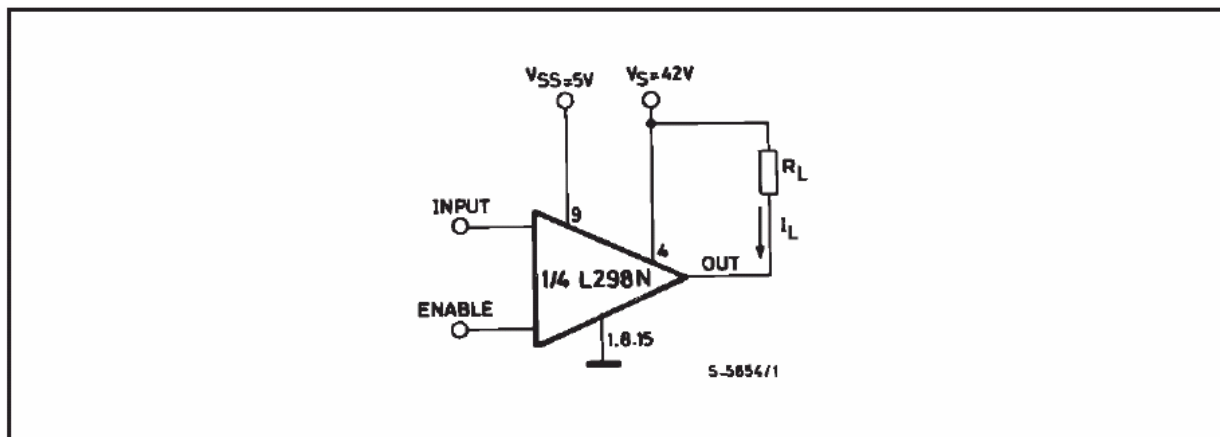 VSS=5V
VS=42V
RL
INPUT
9
IL
4
OUT
1/4 L298N
ENABLE
1.8.15
S-5854/1